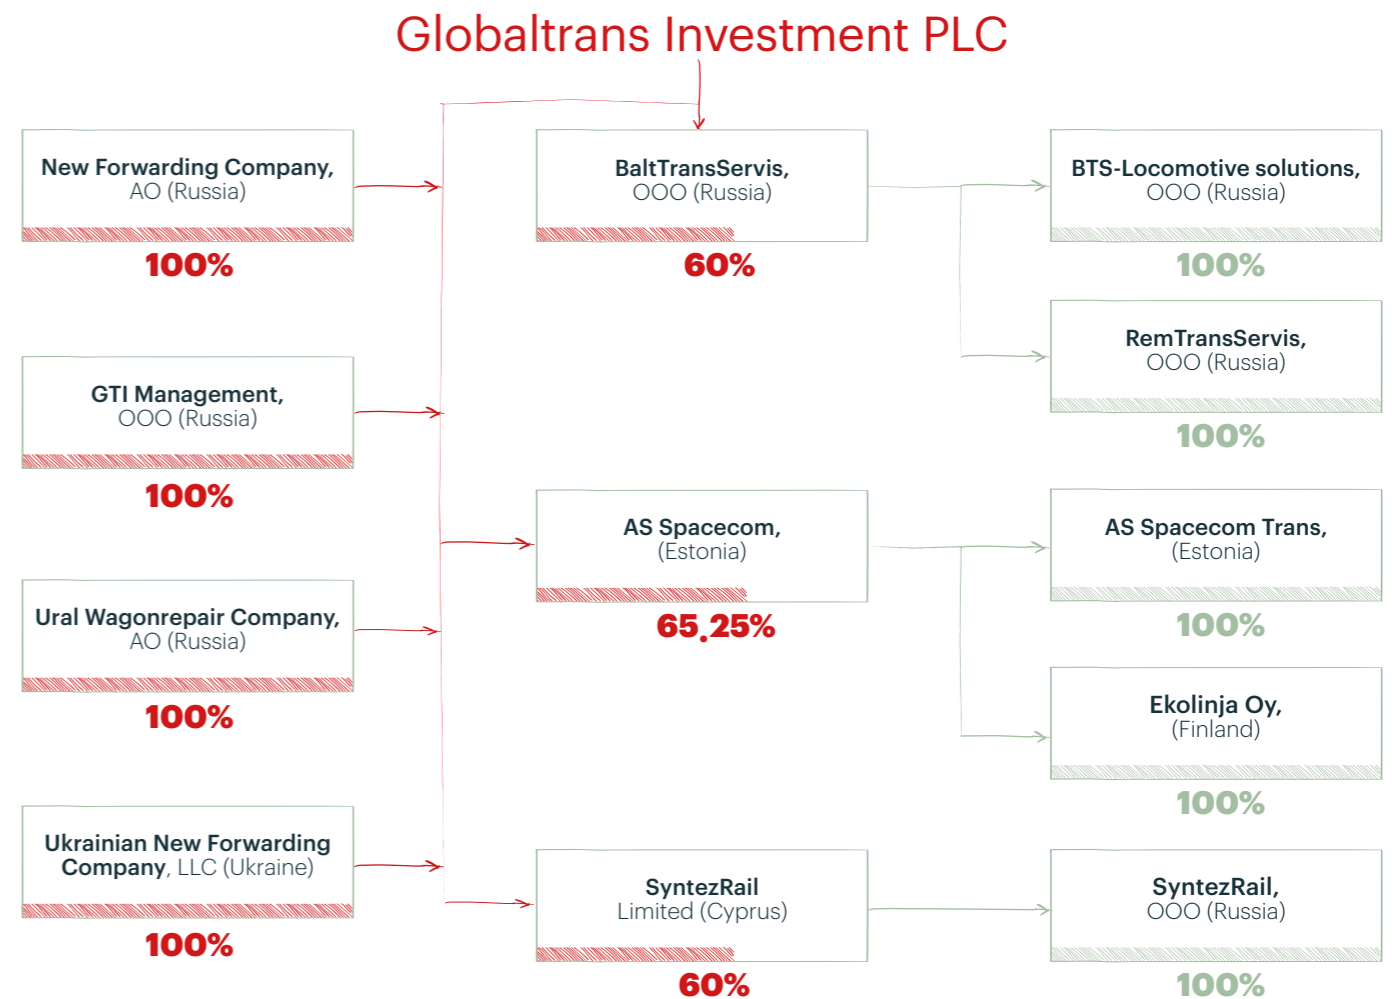 Globaltrans Investment PLC
New Forwarding Company,
AO (Russia)
100%
GTI Management,
OOO (Russia)
100%
Ural Wagonrepair Company,
AO (Russia)
100%
Ukrainian New Forwarding
Company, LLC (Ukraine)
100%
BaltTransServis,
OOO (Russia)
60%
AS Spacecom,
(Estonia)
65.25%
SyntezRail
Limited (Cyprus)
60%
BTS-Locomotive solutions,
OOO (Russia)
100%
RemTransServis,
OOO (Russia)
100%
AS Spacecom Trans,
(Estonia)
100%
Ekolinja Oy,
(Finland)
100%
SyntezRail,
OOO (Russia)
100%